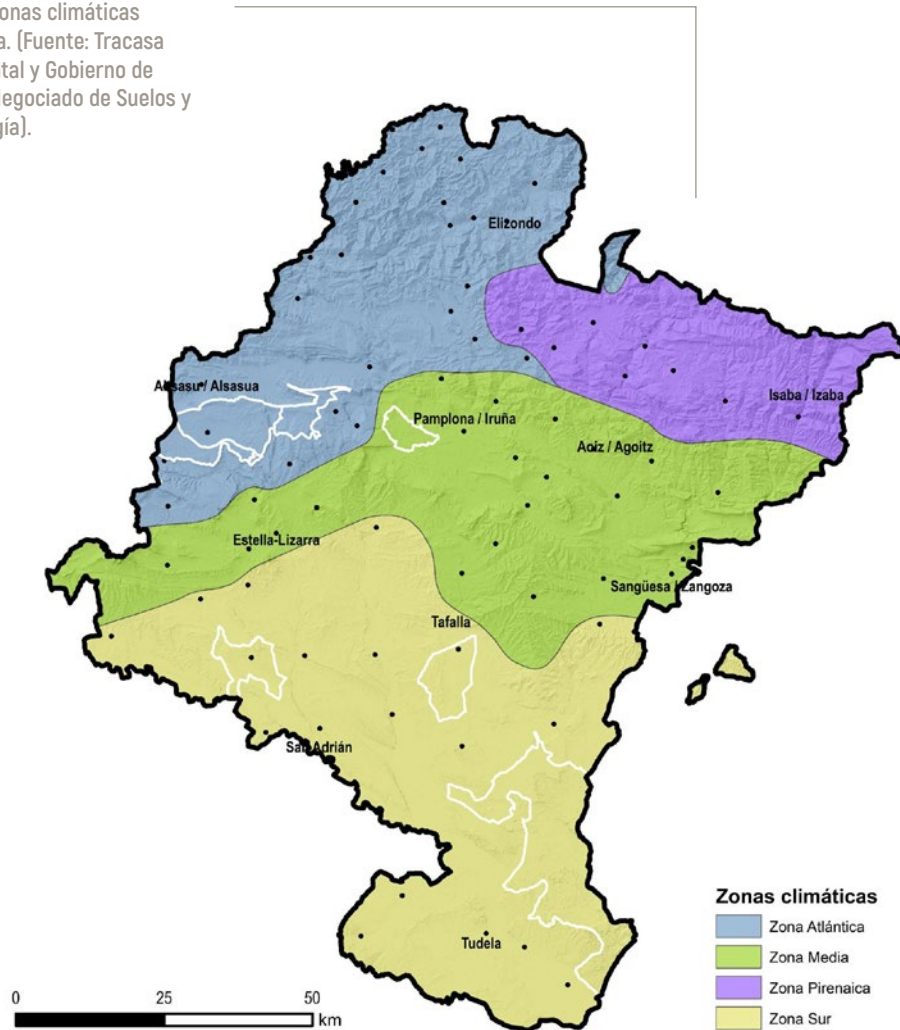 onas climáticas
a. (Fuente: Tracasa
tal y Gobierno de
egociado de Suelos y
gía).
Elizondo
Altsasu / Alsasua
Isaba / Izaba
Pamplona / Iruña
Aoiz / Agoitz
Estella-Lizarra
Sangüesa / Zangoza
Tafalla
San Adrián
Tudela
Zonas climáticas
Zona Atlántica
Zona Media
Zona Pirenaica
Zona Sur
0 25 50
km